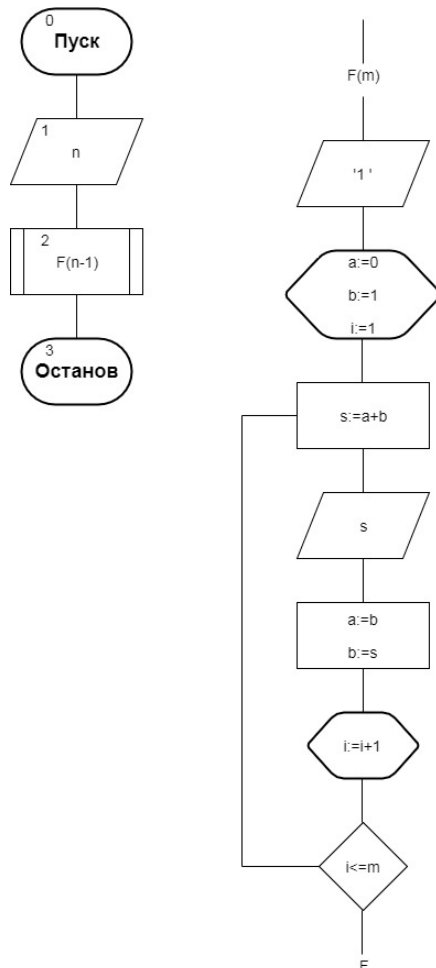 0
Пуск
1
n
2
F(n-1)
3
Останов
F(m)
'1 '
a:=0
b:=1
i:=1
s:=a+b
s
a:=b
b:=s
i:=i+1
i<=m
F